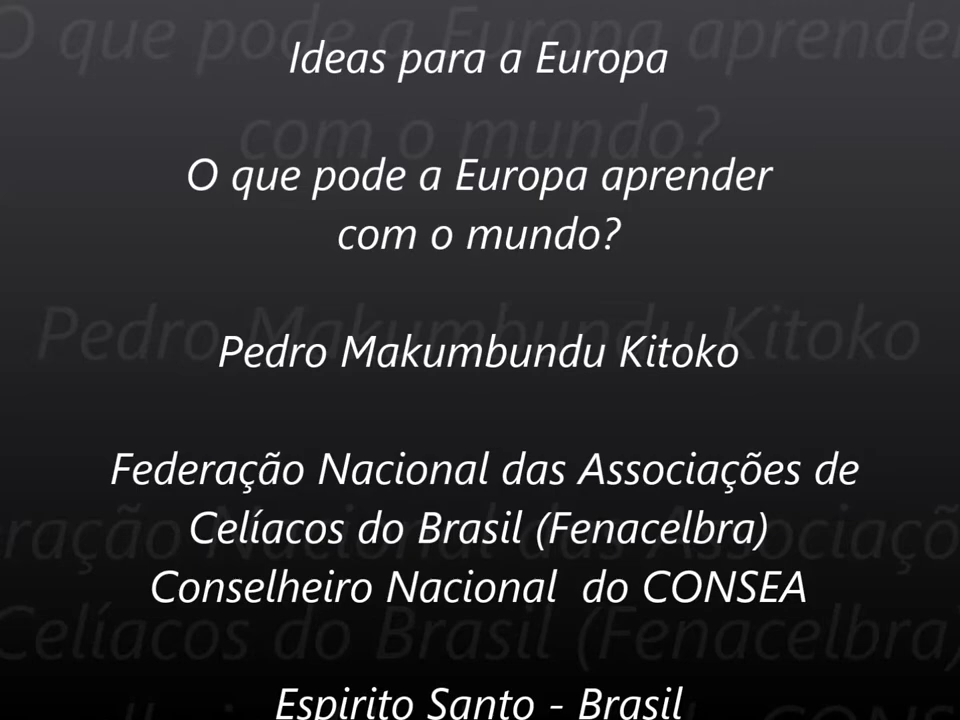 Ideas para a Europa
O que pode a Europa aprender
com o mundo?
Pedro Makumbundu Kitoko
Federação Nacional das Associações de
Celíacos do Brasil (Fenacelbra)
Conselheiro Nacional do CONSEA
Espirito Santo - Brasil